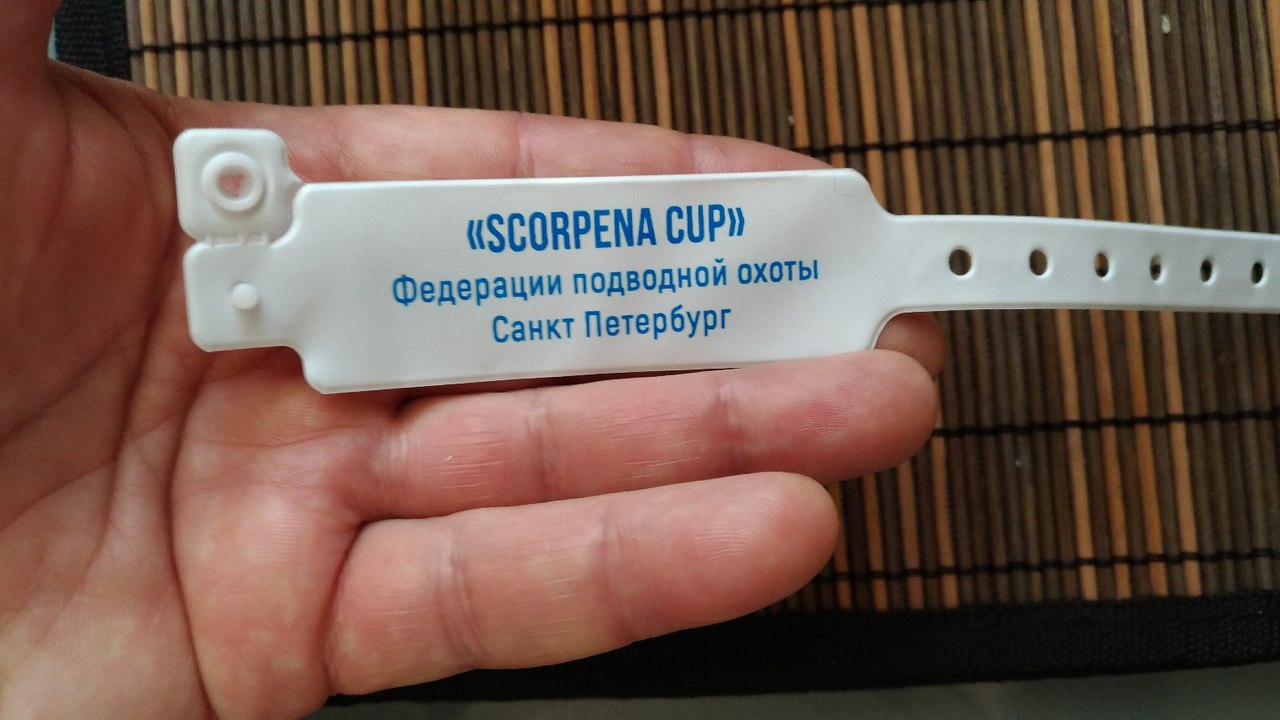 «SCORPENA CUP»
Федерации подводной охоты
Санкт Петербург